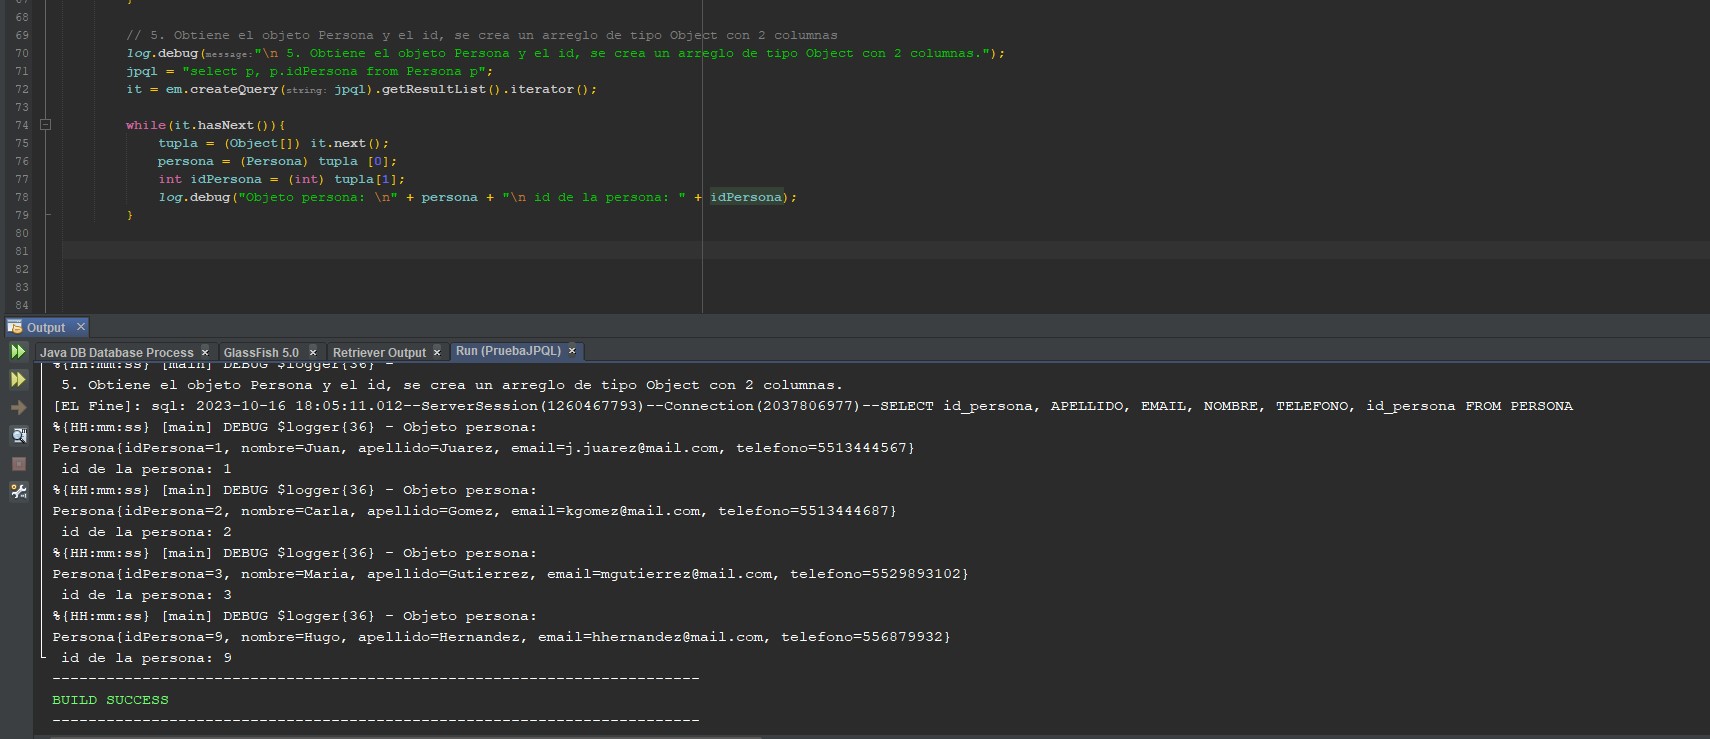 67 }
68
69 // 5. Obtiene el objeto Persona y el id, se crea un arreglo de tipo Object con 2 columnas
70 log.debug(message:"\n 5. Obtiene el objeto Persona y el id, se crea un arreglo de tipo Object con 2 columnas.");
71 jpql = "select p, p.idPersona from Persona p";
72 it = em.createQuery(string: jpql).getResultList().iterator();
73
74 while(it.hasNext()){
75 tupla = (Object[]) it.next();
76 persona = (Persona) tupla [0];
77 int idPersona = (int) tupla[1];
78 log.debug("Objeto persona: \n" + persona + "\n id de la persona: " + idPersona);
79 }
80
81
82
83
84
Output
Java DB Database Process GlassFish 5.0 Retriever Output Run (PruebaJPQL)
%{HH:mm:ss} [main] DEBUG $logger{36} -
5. Obtiene el objeto Persona y el id, se crea un arreglo de tipo Object con 2 columnas.
[EL Fine]: sql: 2023-10-16 18:05:11.012--ServerSession(1260467793)--Connection(2037806977)--SELECT id_persona, APELLIDO, EMAIL, NOMBRE, TELEFONO, id_persona FROM PERSONA
%{HH:mm:ss} [main] DEBUG $logger{36} - Objeto persona:
Persona{idPersona=1, nombre=Juan, apellido=Juarez, email=j.juarez@mail.com, telefono=5513444567}
id de la persona: 1
%{HH:mm:ss} [main] DEBUG $logger{36} - Objeto persona:
Persona{idPersona=2, nombre=Carla, apellido=Gomez, email=kgomez@mail.com, telefono=5513444687}
id de la persona: 2
%{HH:mm:ss} [main] DEBUG $logger{36} - Objeto persona:
Persona{idPersona=3, nombre=Maria, apellido=Gutierrez, email=mgutierrez@mail.com, telefono=5529893102}
id de la persona: 3
%{HH:mm:ss} [main] DEBUG $logger{36} - Objeto persona:
Persona{idPersona=9, nombre=Hugo, apellido=Hernandez, email=hhernandez@mail.com, telefono=556879932}
id de la persona: 9
------------------------------------------------------------------------
BUILD SUCCESS
------------------------------------------------------------------------